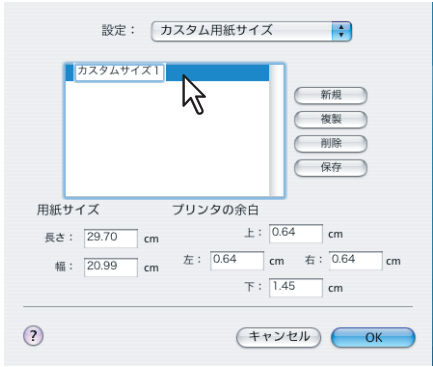 設定： カスタム用紙サイズ
カスタムサイズ1
新規
複製
削除
保存
用紙サイズ プリンタの余白
長さ： 29.70 cm
幅： 20.99 cm
上： 0.64 cm
左： 0.64 cm 右： 0.64 cm
下： 1.45 cm
? キャンセル OK